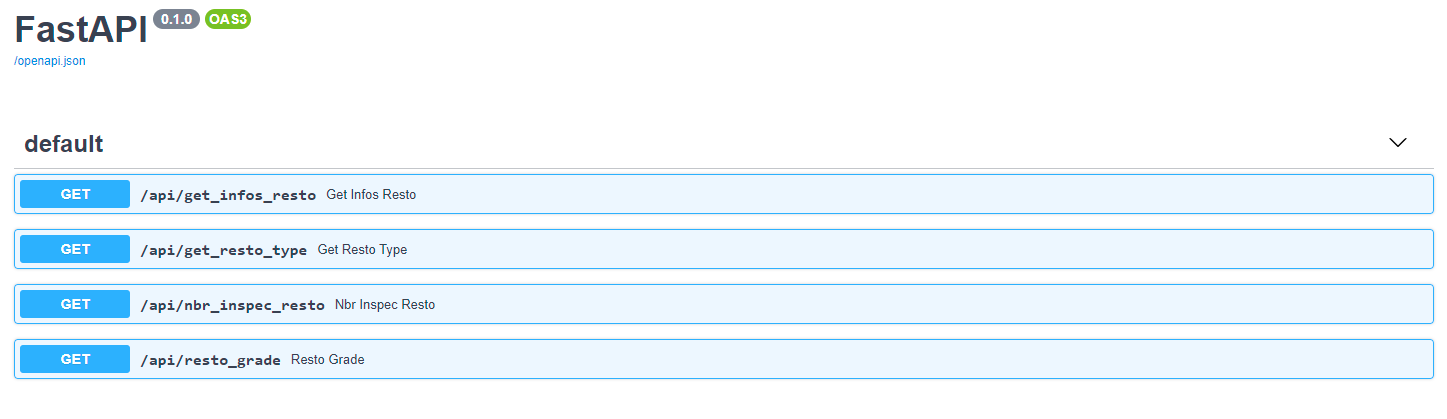 FastAPI 0.1.0 OAS3
/openapi.json
default
GET /api/get_infos_resto Get Infos Resto
GET /api/get_resto_type Get Resto Type
GET /api/nbr_inspec_resto Nbr Inspec Resto
GET /api/resto_grade Resto Grade